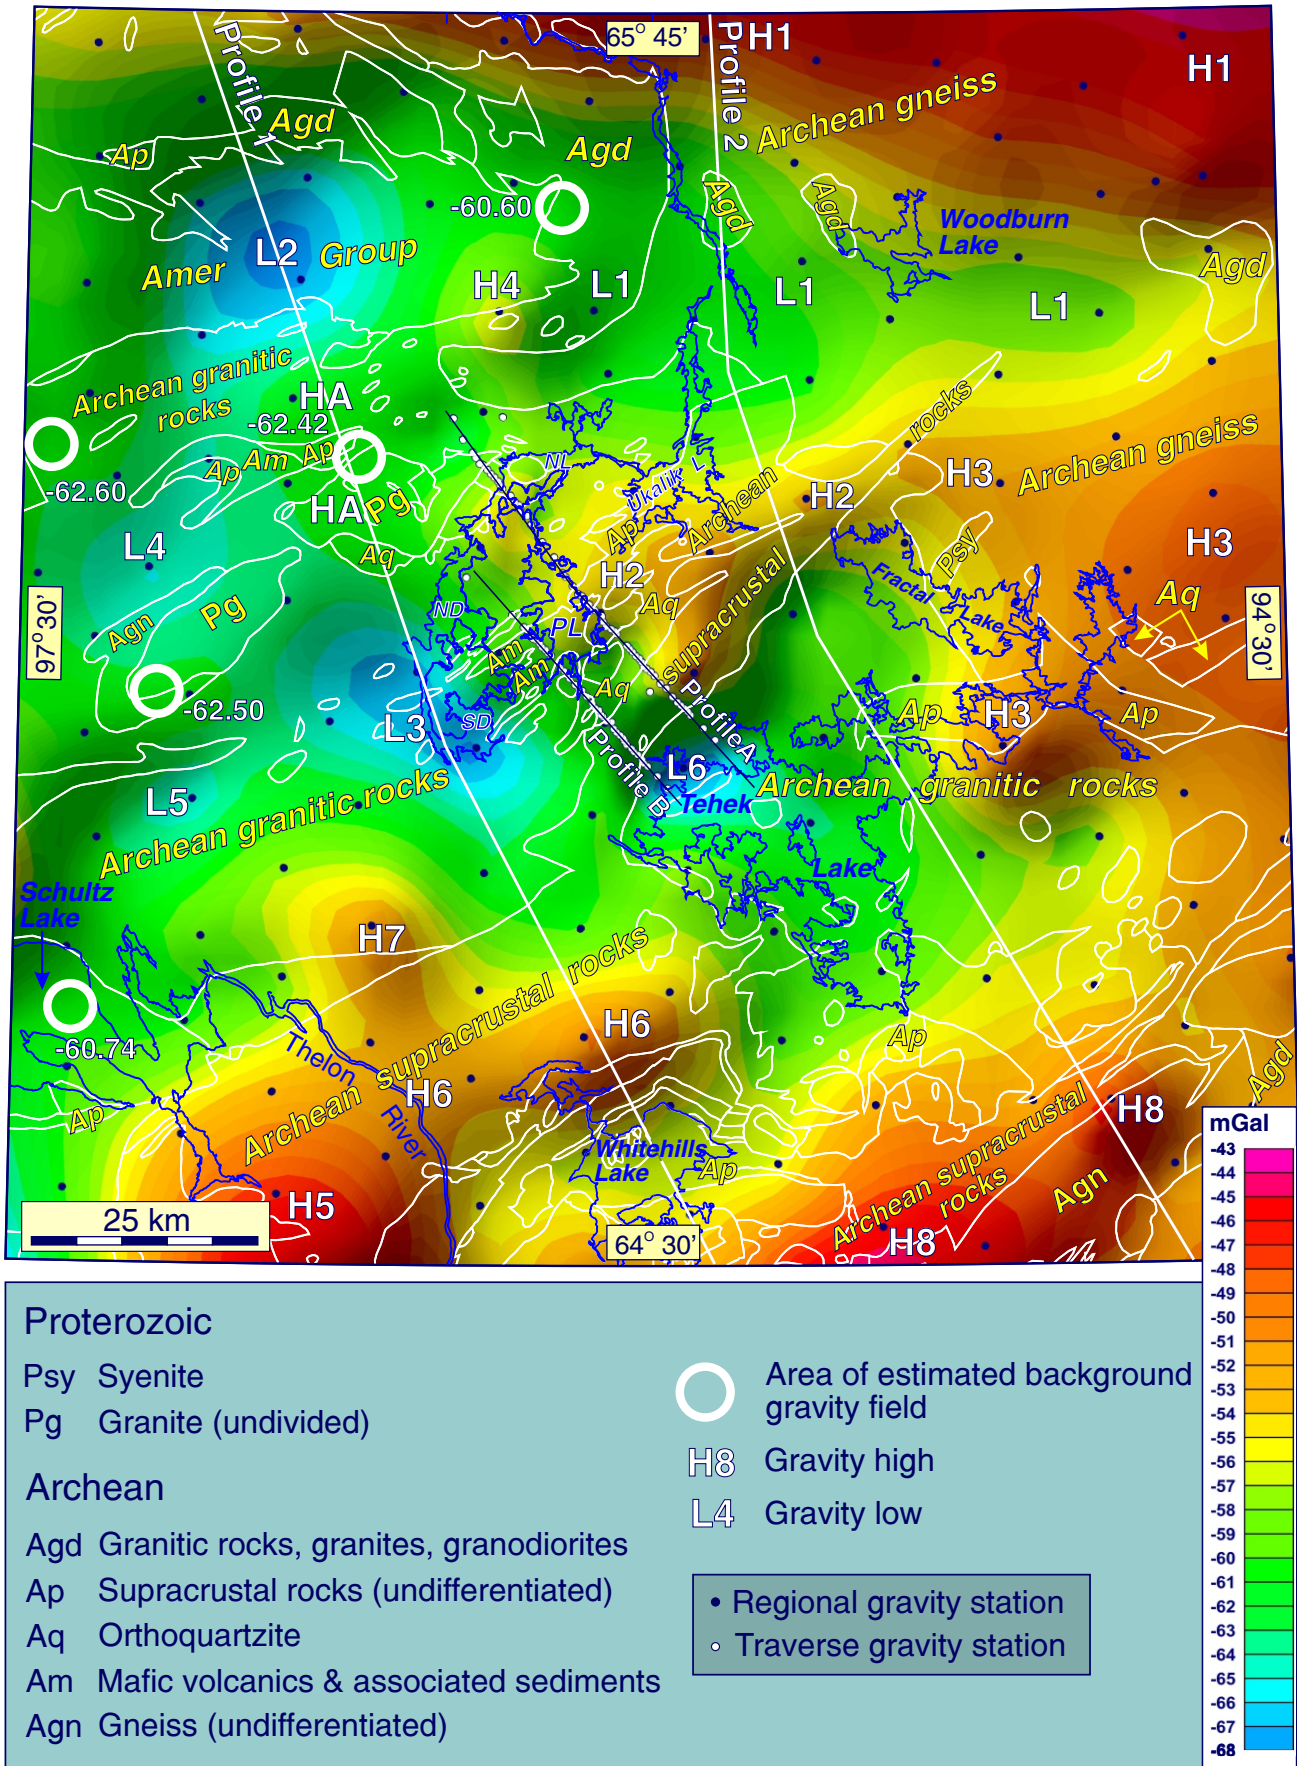 65° 45'
H1
H1
Profile 1
Profile 2
Agd
Archean gneiss
Ap
Agd
Agd
Agd
-60.60
Woodburn
Lake
L2
Group
Amer
Agd
H4
L1
L1
L1
Archean granitic
rocks
HA
-62.42
rocks
Archean gneiss
Ap
Am
Ap
-62.60
NL
Ukalik L
H3
H2
HA
Pg
Ap
Archean
L4
Aq
H3
Psy
H2
Fractal
Lake
Aq
97° 30'
94° 30'
Agn
Pg
ND
PL
Aq
supracrustal
Am
Am
Aq
-62.50
L3
SD
Profile A
Ap
H3
Ap
Profile B
L6
Tehek
Archean granitic rocks
L5
Archean granitic rocks
Lake
Schultz
Lake
H7
supracrustal rocks
H6
-60.74
Thelon
Ap
H6
Agd
Ap
Archean
River
H8
Whitehills
Lake
Ap
Archean supracrustal
rocks
Agn
H5
25 km
64° 30'
H8
mGal
-43
-44
-45
-46
-47
-48
-49
-50
-51
-52
-53
-54
-55
-56
-57
-58
-59
-60
-61
-62
-63
-64
-65
-66
-67
-68
Proterozoic
Psy Syenite
Pg Granite (undivided)
Archean
Agd Granitic rocks, granites, granodiorites
Ap Supracrustal rocks (undifferentiated)
Aq Orthoquartzite
Am Mafic volcanics & associated sediments
Agn Gneiss (undifferentiated)
Area of estimated background
gravity field
H8 Gravity high
L4 Gravity low
Regional gravity station
Traverse gravity station